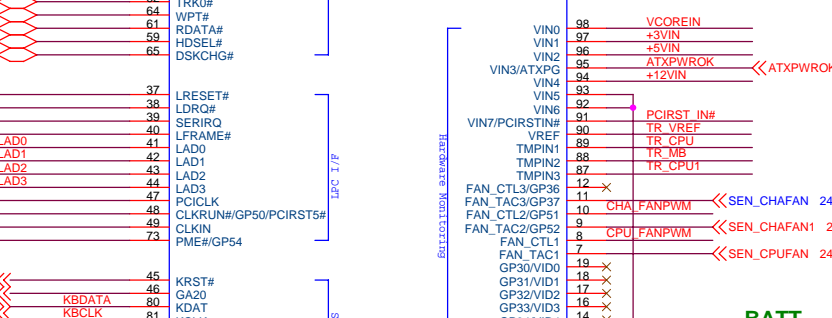 TRK0#
64 WPT#
61 RDATA#
59 HDSEL#
65 DSKCHG#
37 LRESET#
38 LDRQ#
39 SERIRQ
40 LFRAME#
LAD0 41 LAD0
LAD1 42 LAD1
LAD2 43 LAD2
LAD3 44 LAD3
47 PCICLK
48 CLKRUN#/GP50/PCIRST5#
49 CLKIN
73 PME#/GP54
LPC I/F
45 KRST#
46 GA20
KBDATA 80 KDAT
KBCLK 81
S
Hardware Monitoring
VIN0 98 VCOREIN
VIN1 97 +3VIN
VIN2 96 +5VIN
VIN3/ATXPG 95 ATXPWROK ATXPWROK
VIN4 94 +12VIN
VIN5 93
VIN6 92
VIN7/PCIRSTIN# 91 PCIRST_IN#
VREF 90 TR_VREF
TMPIN1 89 TR_CPU
TMPIN2 88 TR_MB
TMPIN3 87 TR_CPU1
FAN_CTL3/GP36 12
FAN_TAC3/GP37 11 SEN_CHAFAN 24
FAN_CTL2/GP51 10 CHA_FANPWM
FAN_TAC2/GP52 9 SEN_CHAFAN1 2
FAN_CTL1 8 CPU_FANPWM
FAN_TAC1 7 SEN_CPUFAN 24
GP30/VID0 19
GP31/VID1 18
GP32/VID2 17
GP33/VID3 16
14
BATT